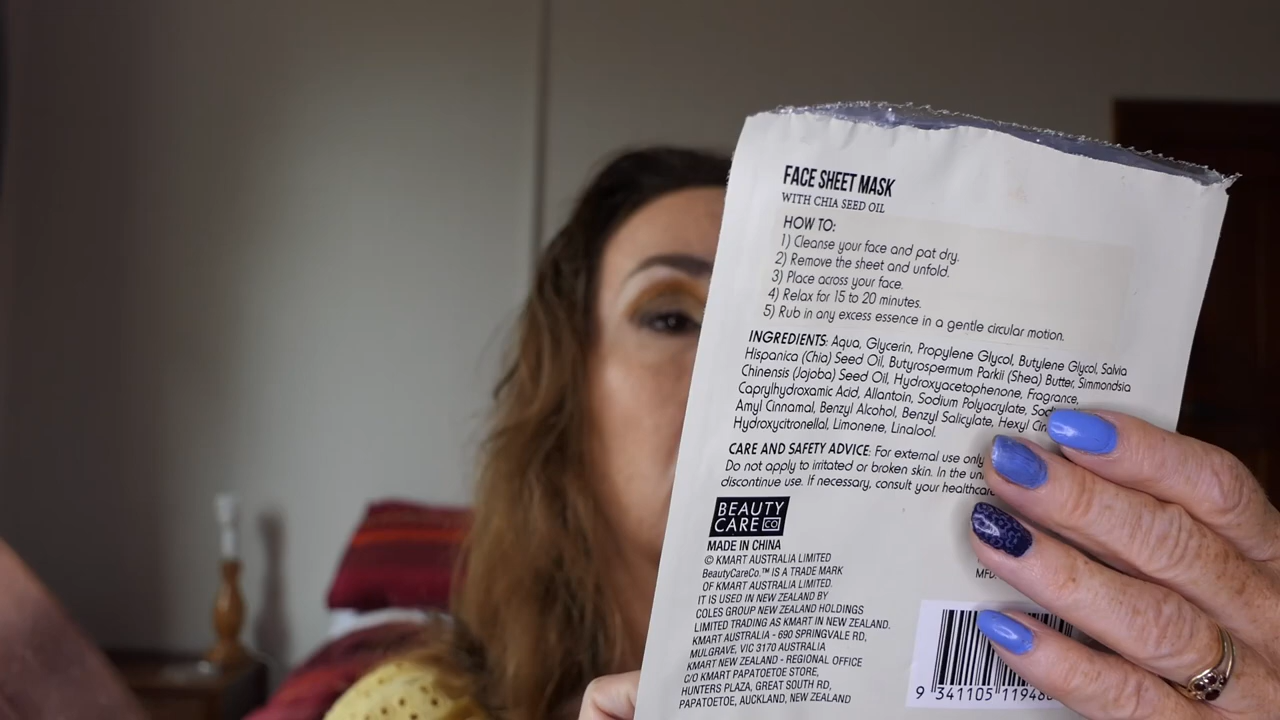 FACE SHEET MASK
WITH CHIA SEED OIL
HOW TO:
1) Cleanse your face and pat dry.
2) Remove the sheet and unfold.
3) Place across your face.
4) Relax for 15 to 20 minutes.
5) Rub in any excess essence in a gentle circular motion.
INGREDIENTS: Aqua, Glycerin, Propylene Glycol, Butylene Glycol, Salvia
Hispanica (Chia) Seed Oil, Butyrospermum Parkii (Shea) Butter, Simmondsia
Chinensis (Jojoba) Seed Oil, Hydroxyacetophenone, Fragrance,
Caprylhydroxamic Acid, Allantoin, Sodium Polyacrylate,
Amyl Cinnamal, Benzyl Alcohol, Benzyl Salicylate, Hexyl
Hydroxycitronellal, Limonene, Linalool.
CARE AND SAFETY ADVICE: For external use only
Do not apply to irritated or broken skin. In the
discontinue use. If necessary, consult your
BEAUTY
CARE CO
MADE IN CHINA
© KMART AUSTRALIA LIMITED
BeautyCareCo.™ IS A TRADE MARK
OF KMART AUSTRALIA LIMITED.
IT IS USED IN NEW ZEALAND BY
COLES GROUP NEW ZEALAND HOLDINGS
LIMITED TRADING AS KMART IN NEW ZEALAND.
KMART AUSTRALIA - 690 SPRINGVALE RD,
MULGRAVE, VIC 3170 AUSTRALIA
KMART NEW ZEALAND - REGIONAL OFFICE
C/O KMART PAPATOETOE STORE,
HUNTERS PLAZA, GREAT SOUTH RD,
PAPATOETOE, AUCKLAND, NEW ZEALAND
MFD.
9 341105 11948